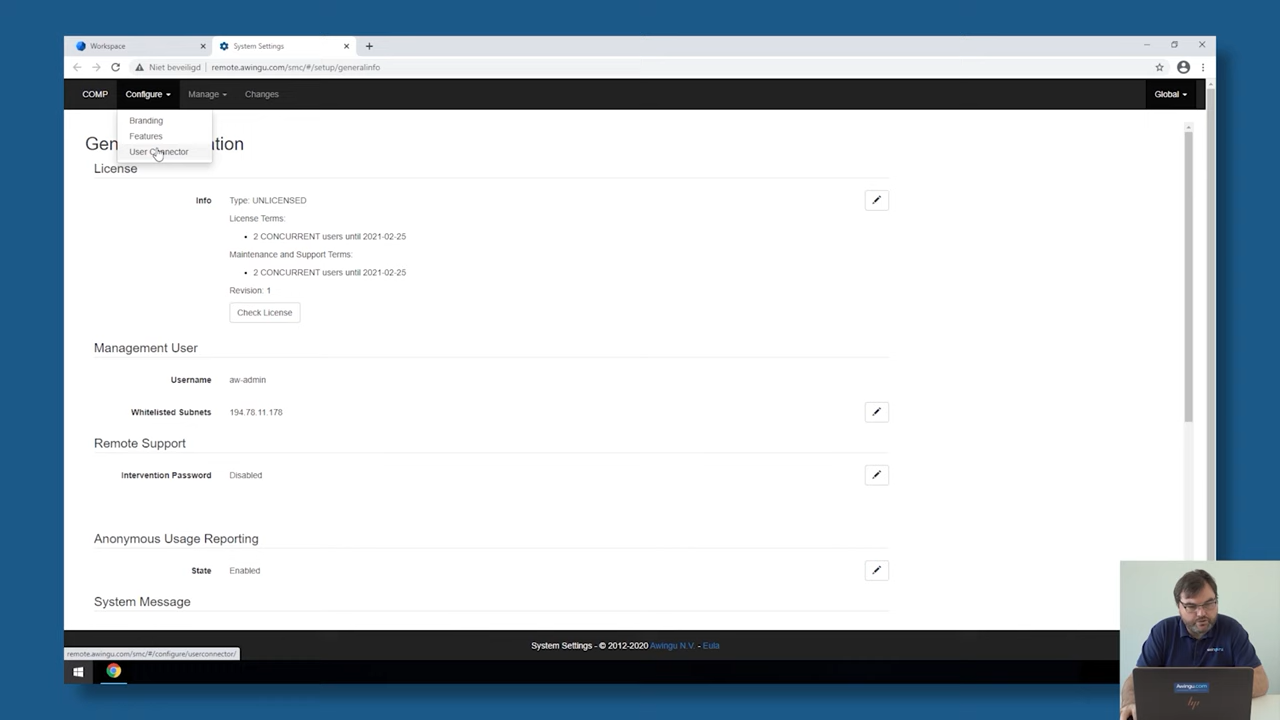 Workspace
System Settings
Niet beveiligd
remote.awingu.com/smc/#/setup/generalinfo
COMP
Configure
Manage
Changes
Global
Branding
Features
User Connector
License
Info
Type: UNLICENSED
License Terms:
• 2 CONCURRENT users until 2021-02-25
Maintenance and Support Terms:
• 2 CONCURRENT users until 2021-02-25
Revision: 1
Check License
Management User
Username aw-admin
Whitelisted Subnets 194.78.11.178
Remote Support
Intervention Password Disabled
Anonymous Usage Reporting
State Enabled
System Message
System Settings - © 2012-2020 Awingu N.V. - Eula
remote.awingu.com/smc/#/configure/userconnector/
Awingu.com
hp